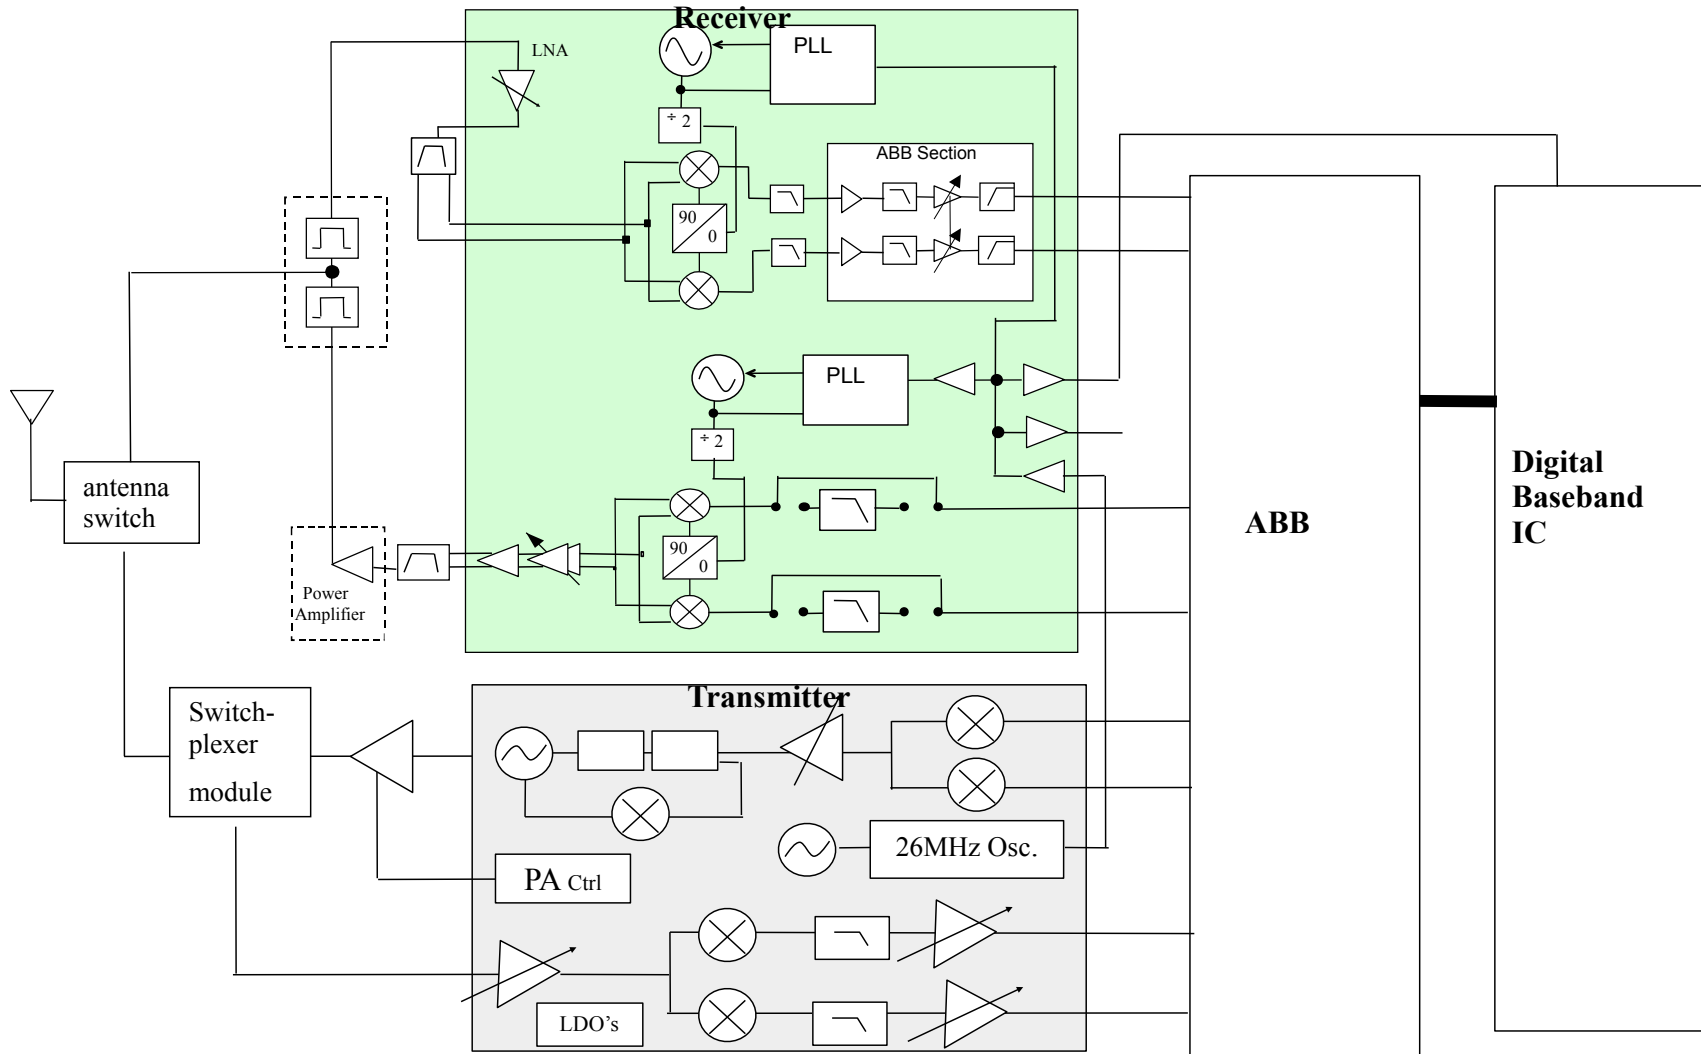 Receiver
LNA
PLL
÷ 2
ABB Section
90
0
PLL
÷ 2
antenna
switch
Digital
Baseband
IC
ABB
90
0
Power
Amplifier
Transmitter
Switch-
plexer
module
26MHz Osc.
PA Ctrl
LDO's